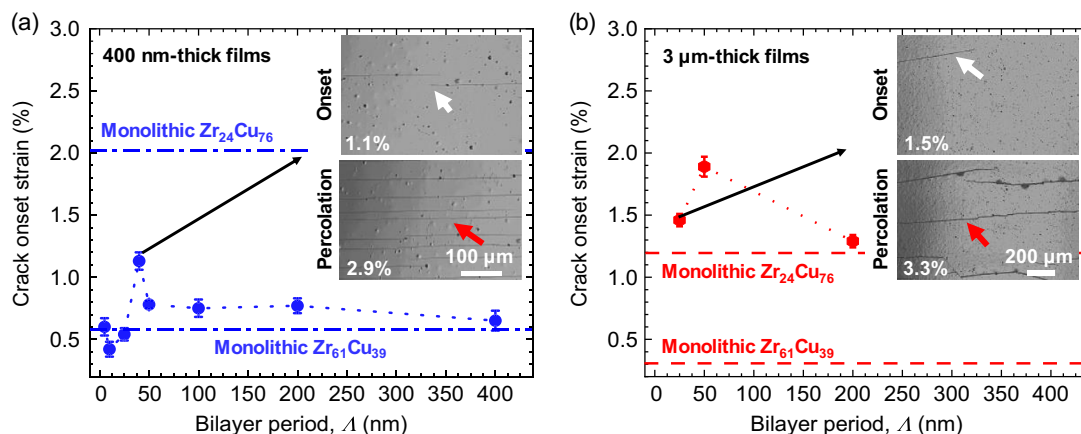 (a)
400 nm-thick films
Onset
1.1%
Monolithic Zr24Cu76
Percolation
2.9%
100 µm
Monolithic Zr61Cu39
Crack onset strain (%)
3.0
2.5
2.0
1.5
1.0
0.5
0 50 100 150 200 250 300 350 400
Bilayer period, Λ (nm)
(b)
3 µm-thick films
Onset
1.5%
Percolation
3.3%
200 µm
Monolithic Zr24Cu76
Monolithic Zr61Cu39
Crack onset strain (%)
3.0
2.5
2.0
1.5
1.0
0.5
0 50 100 150 200 250 300 350 400
Bilayer period, Λ (nm)